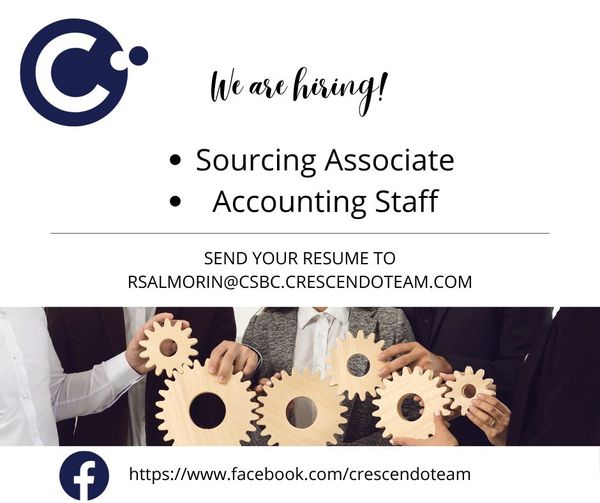 We are hiring!
• Sourcing Associate
• Accounting Staff
SEND YOUR RESUME TO
RSALMORIN@CSBC.CRESCENDOTEAM.COM
https://www.facebook.com/crescendoteam